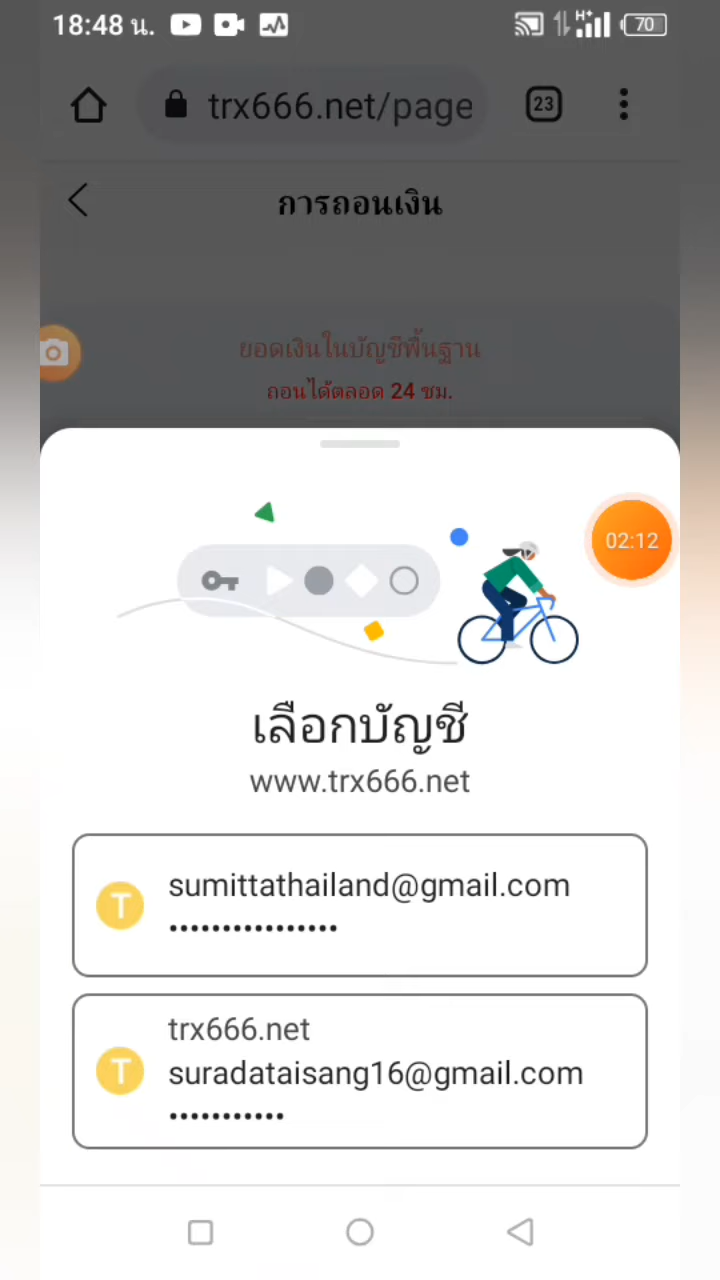 18:48 น.
H+
70
trx666.net/page
23
การถอนเงิน
ยอดเงินในบัญชีพื้นฐาน
ถอนได้ตลอด 24 ชม.
02:12
เลือกบัญชี
www.trx666.net
T
sumittathailand@gmail.com
••••••••••••••••
trx666.net
T
suradataisang16@gmail.com
•••••••••••